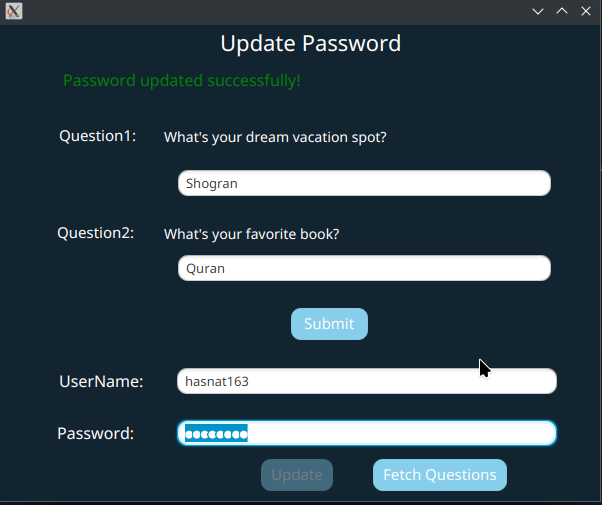 Update Password
Password updated successfully!
Question1: What's your dream vacation spot?
Shogran
Question2: What's your favorite book?
Quran
Submit
UserName: hasnat163
Password: ●●●●●●●●
Update Fetch Questions